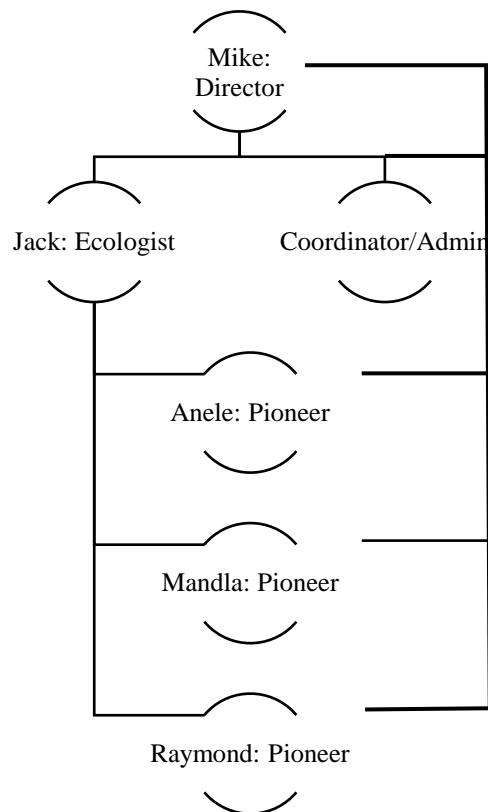 Mike:
Director
Jack: Ecologist
Coordinator/Admin
Anele: Pioneer
Mandla: Pioneer
Raymond: Pioneer